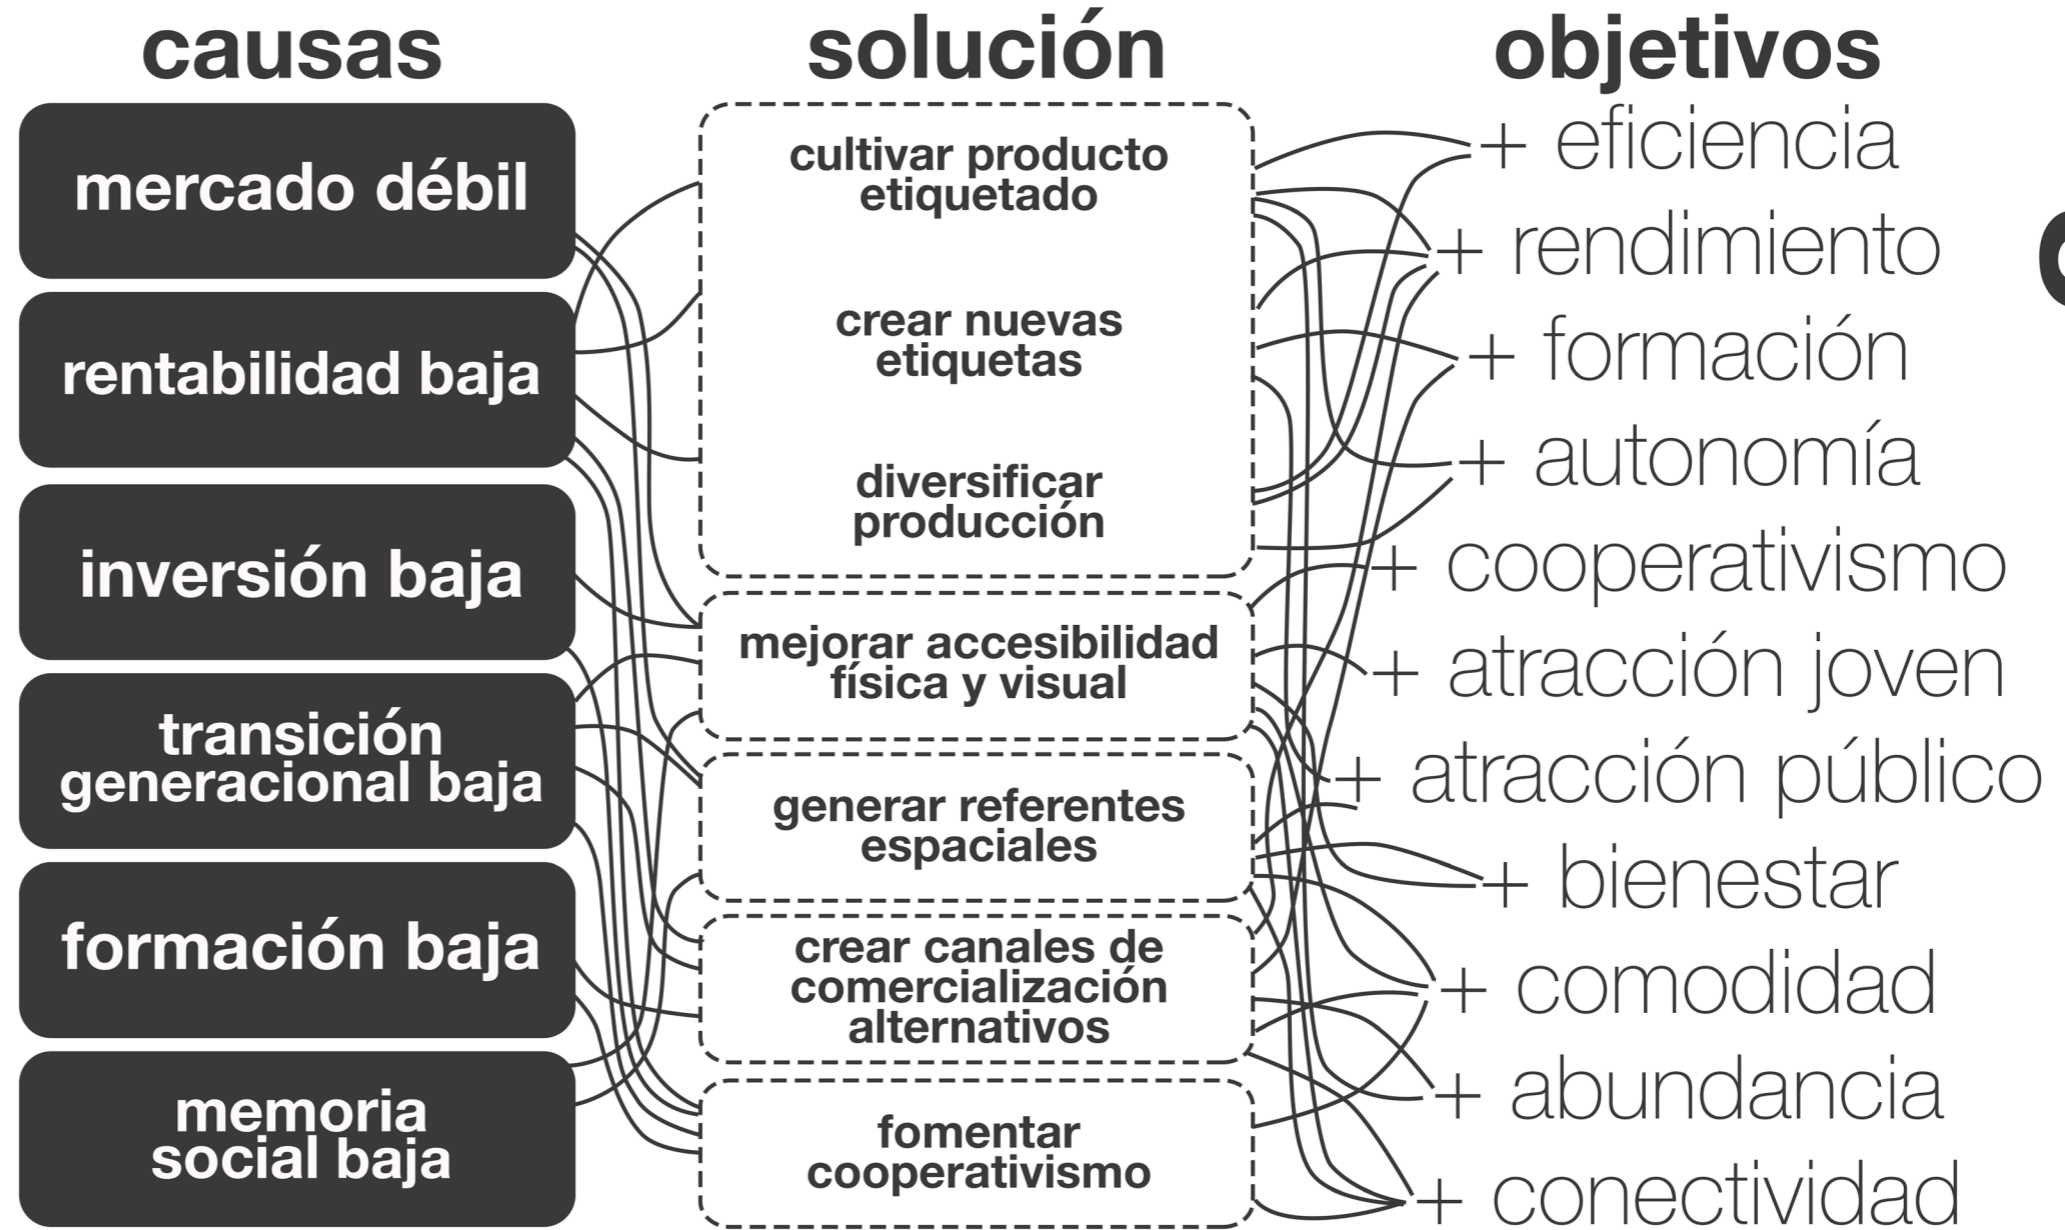 causas
mercado débil
rentabilidad baja
inversión baja
transición
generacional baja
formación baja
memoria
social baja
solución
cultivar producto
etiquetado
crear nuevas
etiquetas
diversificar
producción
mejorar accesibilidad
física y visual
generar referentes
espaciales
crear canales de
comercialización
alternativos
fomentar
cooperativismo
objetivos
+ eficiencia
+ rendimiento
+ formación
+ autonomía
+ cooperativismo
+ atracción joven
+ atracción público
+ bienestar
+ comodidad
+ abundancia
+ conectividad